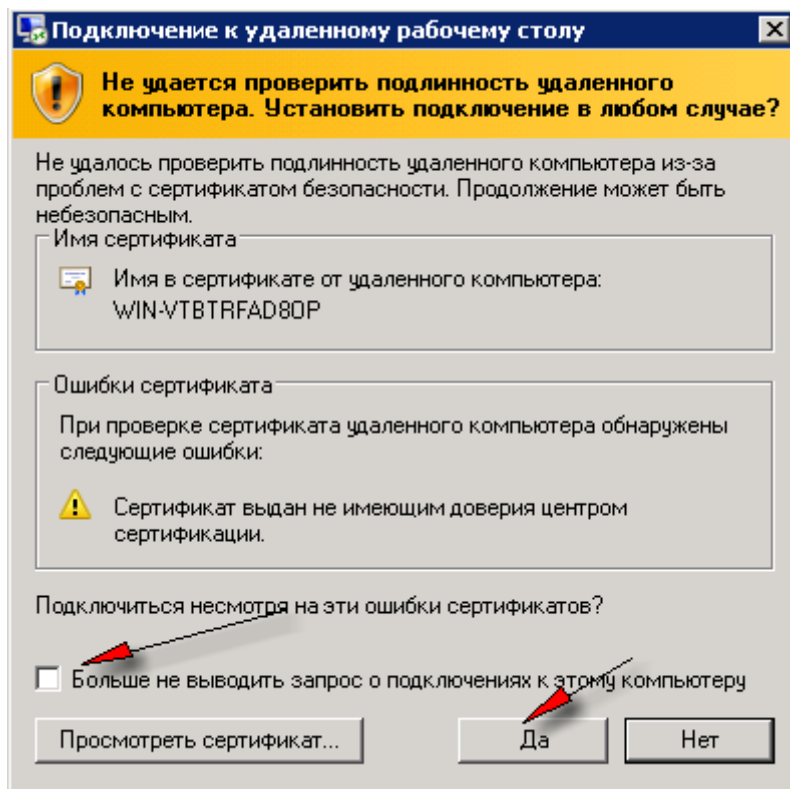 Подключение к удаленному рабочему столу
Не удается проверить подлинность удаленного
компьютера. Установить подключение в любом случае?
Не удалось проверить подлинность удаленного компьютера из-за
проблем с сертификатом безопасности. Продолжение может быть
небезопасным.
Имя сертификата
Имя в сертификате от удаленного компьютера:
WIN-VTBTRFAD8OP
Ошибки сертификата
При проверке сертификата удаленного компьютера обнаружены
следующие ошибки:
Сертификат выдан не имеющим доверия центром
сертификации.
Подключиться несмотря на эти ошибки сертификатов?
Больше не выводить запрос о подключениях к этому компьютеру
Просмотреть сертификат... Да Нет